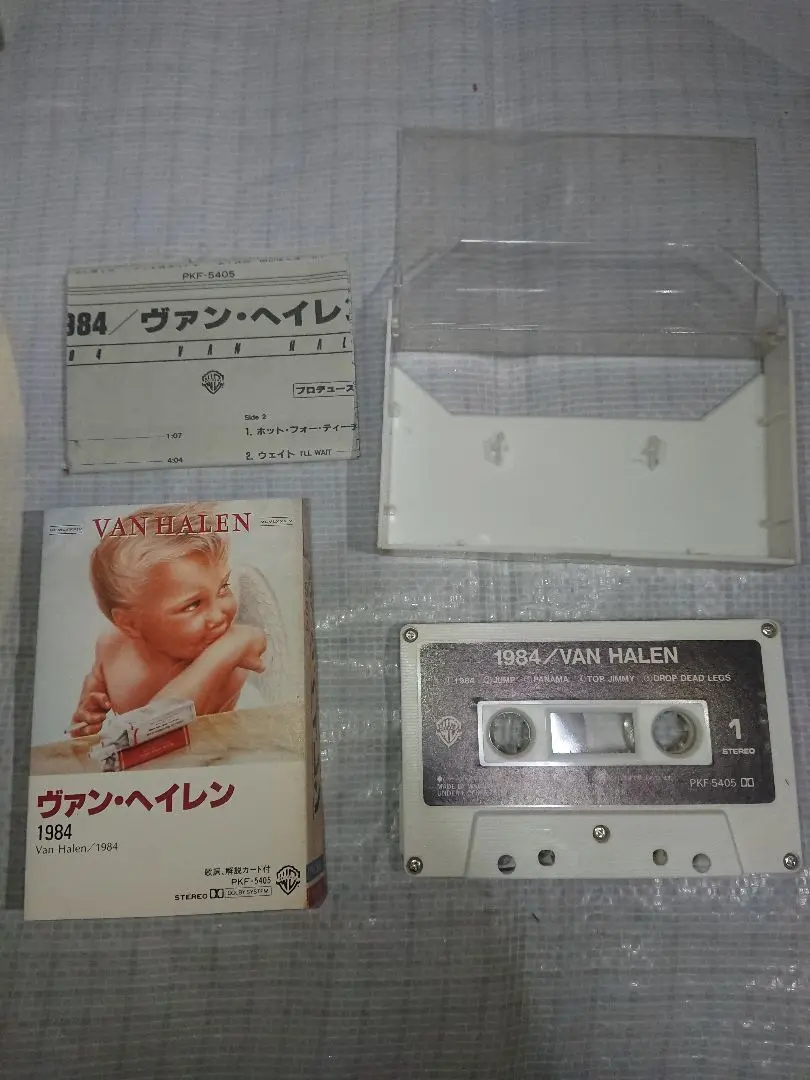 PKF-5405
984／ヴァン・ヘイレン
84 VAN HAL
プロデュース
Side 2
1:07
1. ホット・フォー・ティーチ
4:04
2. ウェイト I'LL WAIT
VAN HALEN
ヴァン・ヘイレン
1984
Van Halen/1984
歌詞、解説カード付
PKF-5405
STEREO DOLBY SYSTEM
1984/VAN HALEN
1984 JUMP PANAMA TOP JIMMY DROP DEAD LEGS
1
STEREO
PKF-5405